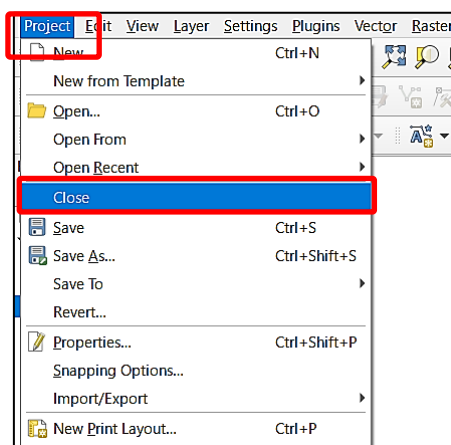 Project Edit View Layer Settings Plugins Vector Raster
New Ctrl+N
New from Template
Open... Ctrl+O
Open From
Open Recent
Close
Save Ctrl+S
Save As... Ctrl+Shift+S
Save To
Revert...
Properties... Ctrl+Shift+P
Snapping Options...
Import/Export
New Print Layout... Ctrl+P